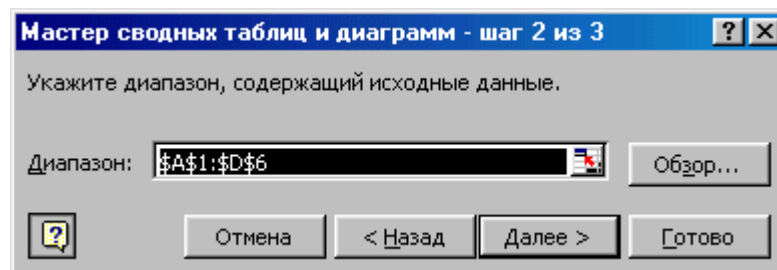 Мастер сводных таблиц и диаграмм - шаг 2 из 3
Укажите диапазон, содержащий исходные данные.
Диапазон: $A$1:$D$6 Обзор...
Отмена < Назад Далее > Готово